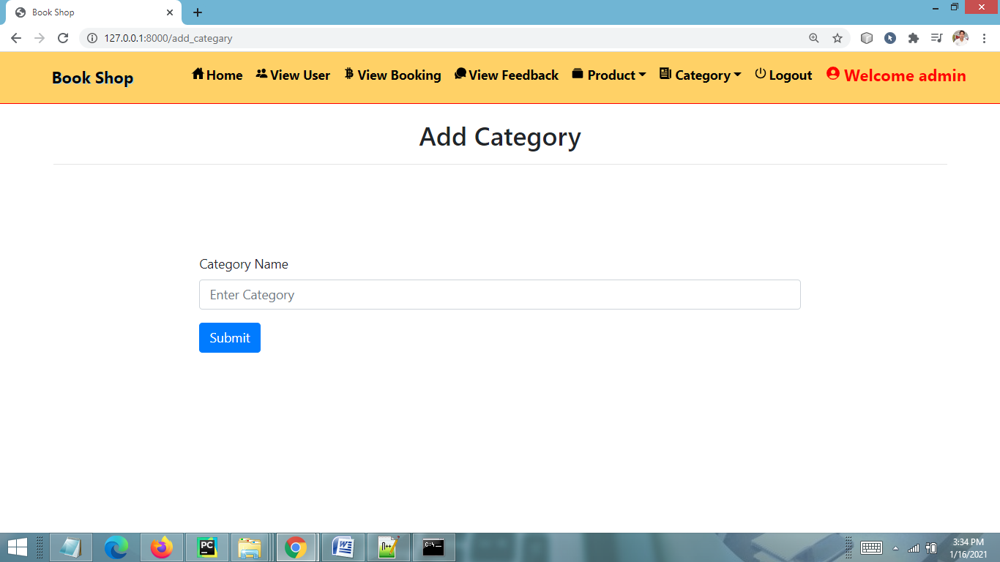 Book Shop
127.0.0.1:8000/add_categary
Book Shop Home View User View Booking View Feedback Product Category Logout Welcome admin
Add Category
Category Name
Enter Category
Submit
3:34 PM
1/16/2021